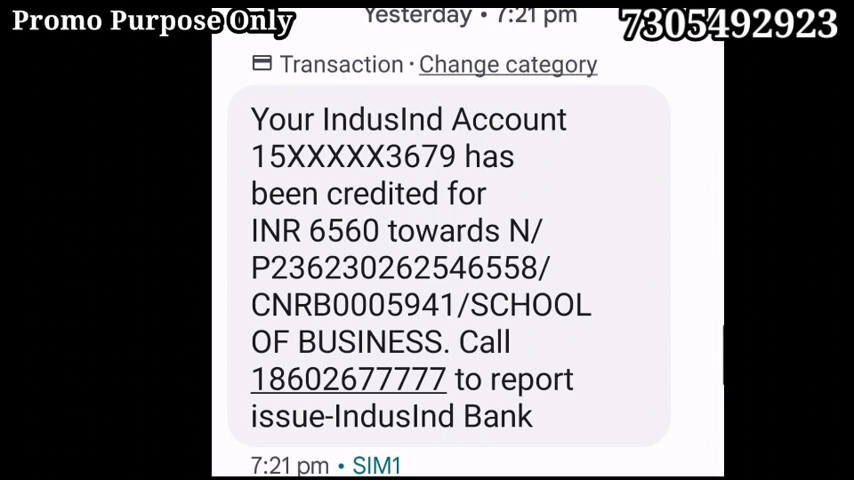 Promo Purpose Only
7305492923
Yesterday • 7:21 pm
Transaction · Change category
Your IndusInd Account
15XXXXX3679 has
been credited for
INR 6560 towards N/
P236230262546558/
CNRB0005941/SCHOOL
OF BUSINESS. Call
18602677777 to report
issue-IndusInd Bank
7:21 pm • SIM1